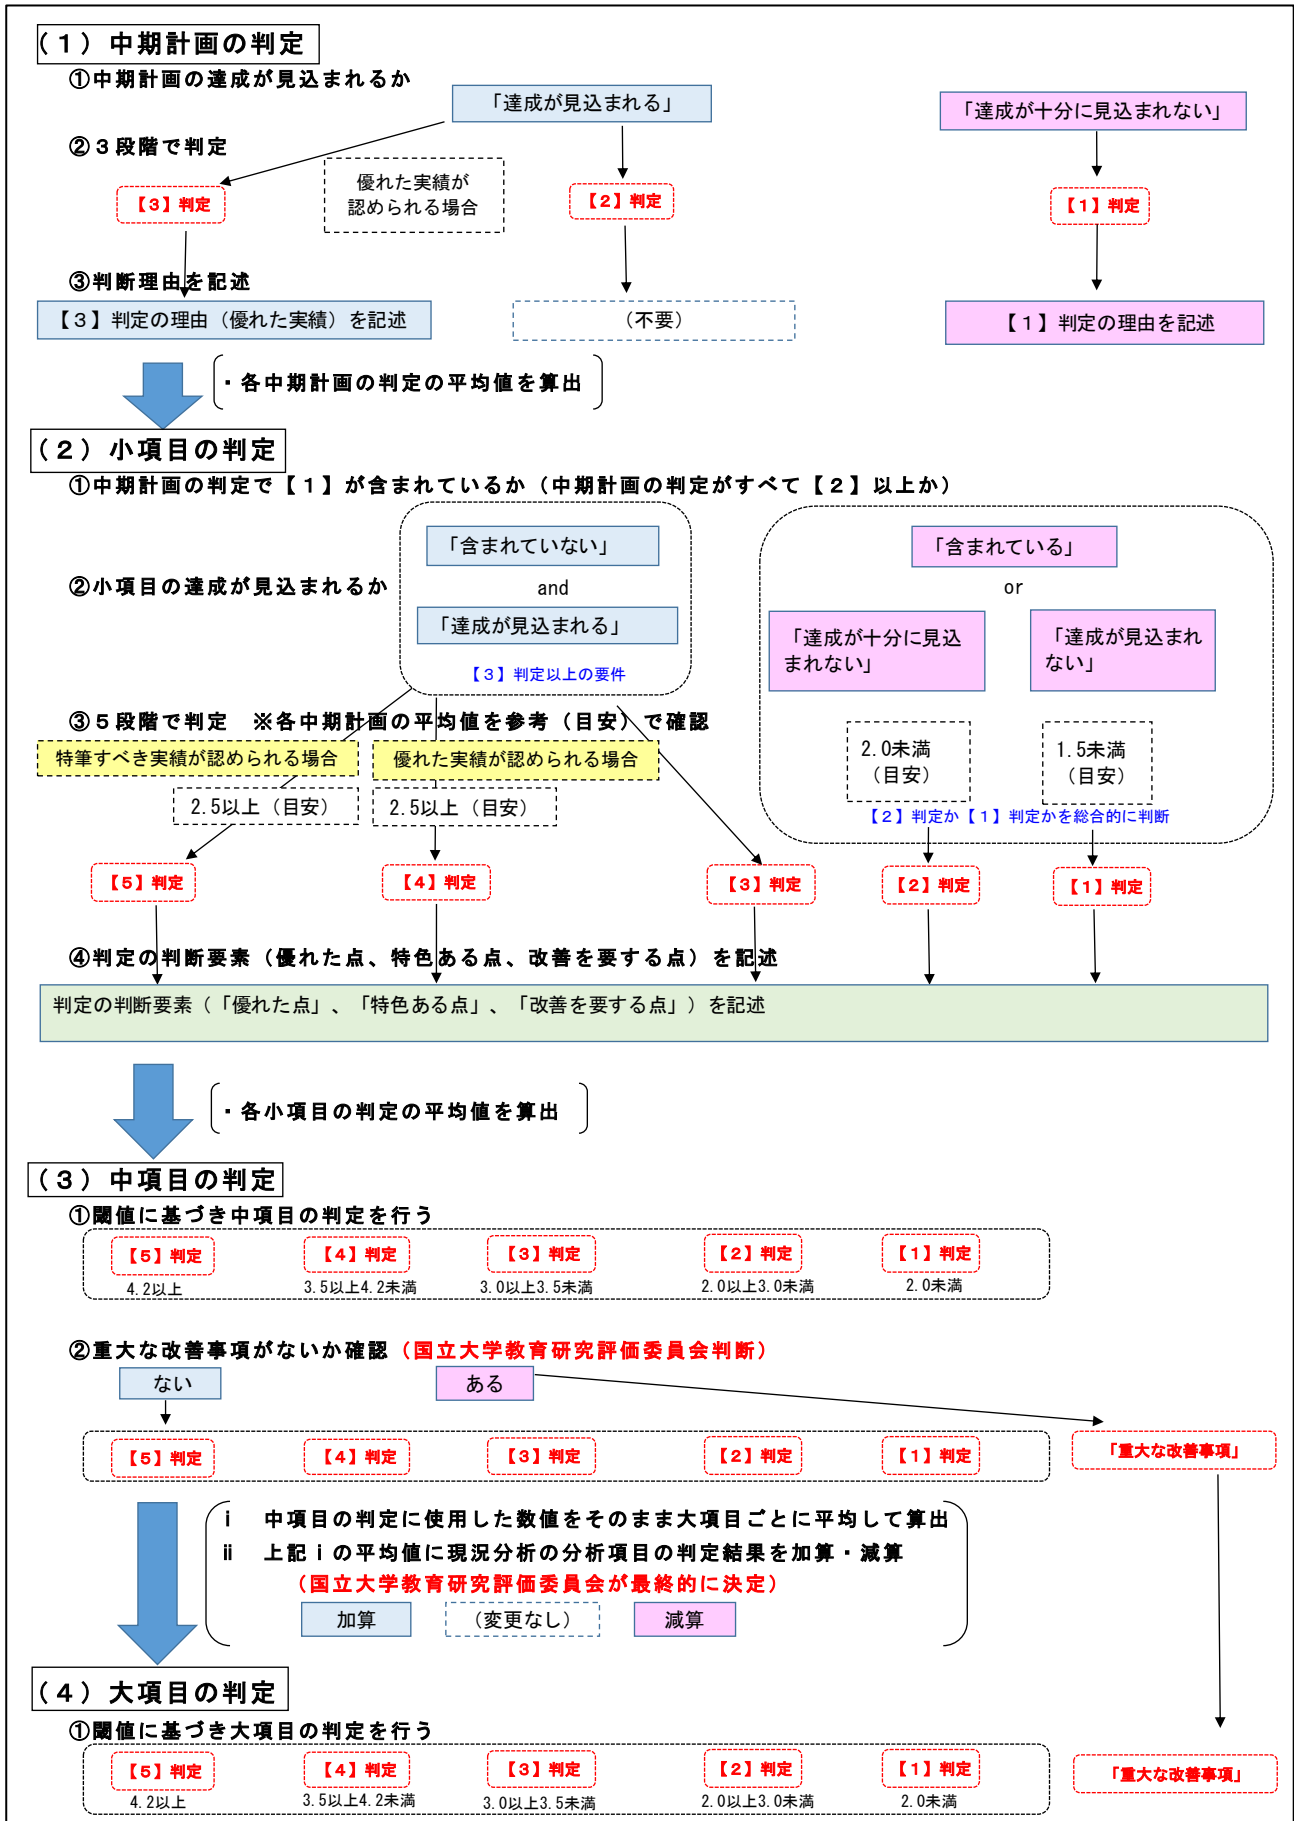 （１）中期計画の判定
①中期計画の達成が見込まれるか
「達成が見込まれる」
「達成が十分に見込まれない」
②３段階で判定
優れた実績が
認められる場合
【３】判定
【２】判定
【１】判定
③判断理由を記述
【３】判定の理由（優れた実績）を記述
（不要）
【１】判定の理由を記述
・各中期計画の判定の平均値を算出
（２）小項目の判定
①中期計画の判定で【１】が含まれているか（中期計画の判定がすべて【２】以上か）
「含まれていない」
「含まれている」
②小項目の達成が見込まれるか
and
or
「達成が見込まれる」
「達成が十分に見込
まれない」
「達成が見込まれ
ない」
【３】判定以上の要件
③５段階で判定　※各中期計画の平均値を参考（目安）で確認
特筆すべき実績が認められる場合
優れた実績が認められる場合
2.0未満
（目安）
1.5未満
（目安）
2.5以上（目安）
2.5以上（目安）
【２】判定か【１】判定かを総合的に判断
【５】判定
【４】判定
【３】判定
【２】判定
【１】判定
④判定の判断要素（優れた点、特色ある点、改善を要する点）を記述
判定の判断要素（「優れた点」、「特色ある点」、「改善を要する点」）を記述
・各小項目の判定の平均値を算出
（３）中項目の判定
①閾値に基づき中項目の判定を行う
【５】判定
【４】判定
【３】判定
【２】判定
【１】判定
4.2以上
3.5以上4.2未満
3.0以上3.5未満
2.0以上3.0未満
2.0未満
②重大な改善事項がないか確認（国立大学教育研究評価委員会判断）
ない
ある
【５】判定
【４】判定
【３】判定
【２】判定
【１】判定
「重大な改善事項」
ⅰ　中項目の判定に使用した数値をそのまま大項目ごとに平均して算出
ⅱ　上記ⅰの平均値に現況分析の分析項目の判定結果を加算・減算
（国立大学教育研究評価委員会が最終的に決定）
加算
（変更なし）
減算
（４）大項目の判定
①閾値に基づき大項目の判定を行う
【５】判定
【４】判定
【３】判定
【２】判定
【１】判定
「重大な改善事項」
4.2以上
3.5以上4.2未満
3.0以上3.5未満
2.0以上3.0未満
2.0未満